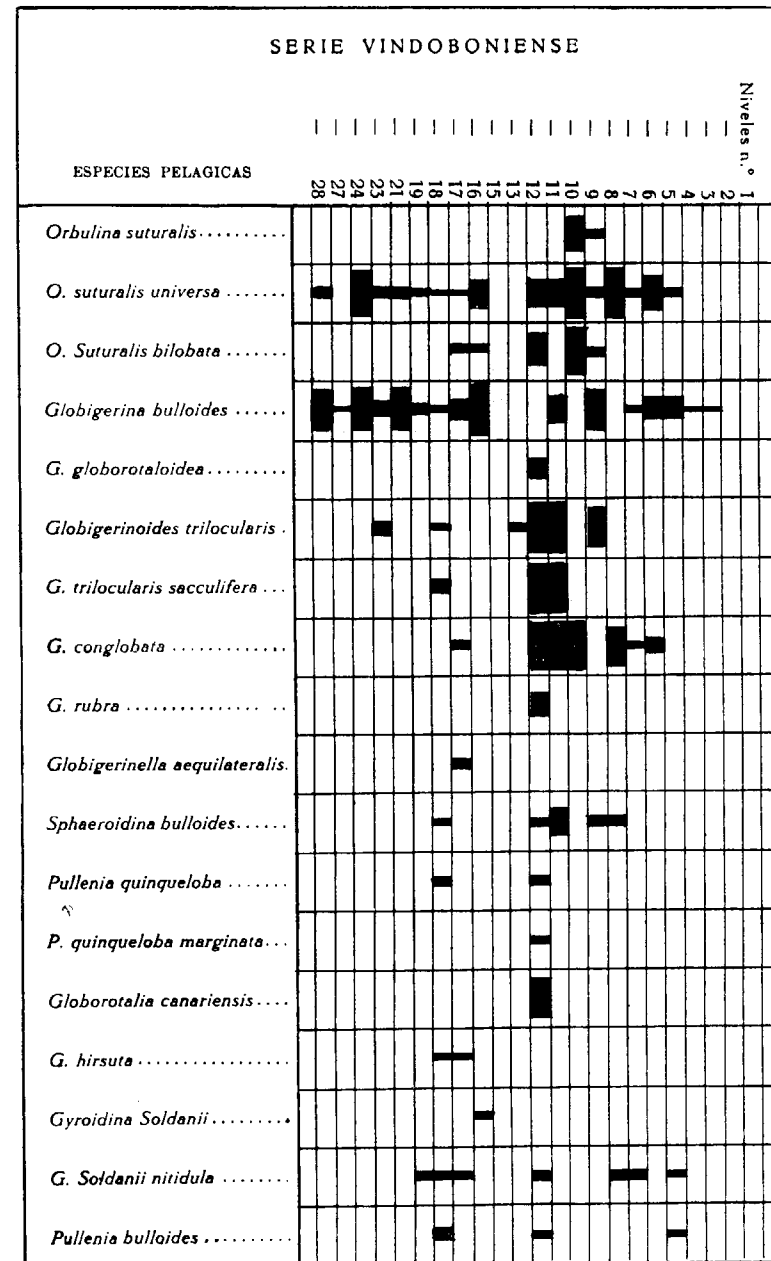 SERIE VINDOBONIENSE
Niveles n.º
ESPECIES PELAGICAS
28 27 24 23 21 19 18 17 16 15 13 12 11 10 9 8 7 6 5 4 3 2 1
Orbulina suturalis..........
O. suturalis universa .......
O. Suturalis bilobata .......
Globigerina bulloides .......
G. globorotaloidea.........
Globigerinoides trilocularis .
G. trilocularis sacculifera ...
G. conglobata .............
G. rubra ................
Globigerinella aequilateralis.
Sphaeroidina bulloides......
Pullenia quinqueloba .......
P. quinqueloba marginata...
Globorotalia canariensis....
G. hirsuta ...............
Gyroidina Soldanii.........
G. Soldanii nitidula ........
Pullenia bulloides ..........